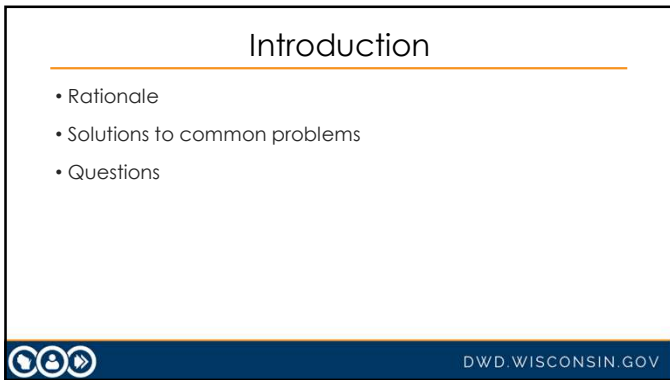 Introduction
• Rationale
• Solutions to common problems
• Questions
DWD.WISCONSIN.GOV